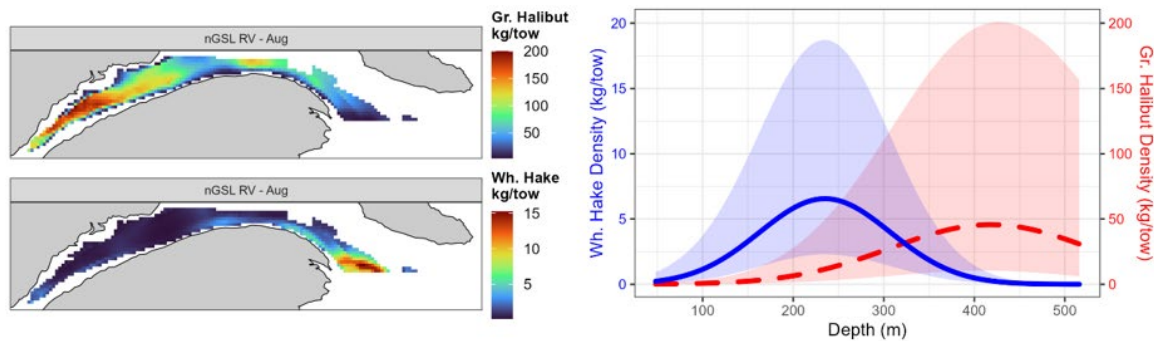 Gr. Halibut
kg/tow
nGSL RV - Aug
200
150
100
50
Wh. Hake
kg/tow
nGSL RV - Aug
15
10
5
Wh. Hake Density (kg/tow)
20
15
10
5
0
100
200
300
400
500
Depth (m)
200
150
100
50
0
Gr. Halibut Density (kg/tow)